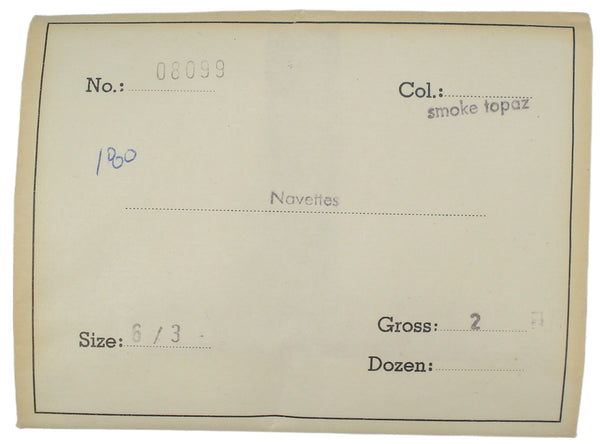 No.: 08099
Col.: smoke topaz
180
Navettes
Size: 6 / 3
Gross: 2
Dozen: